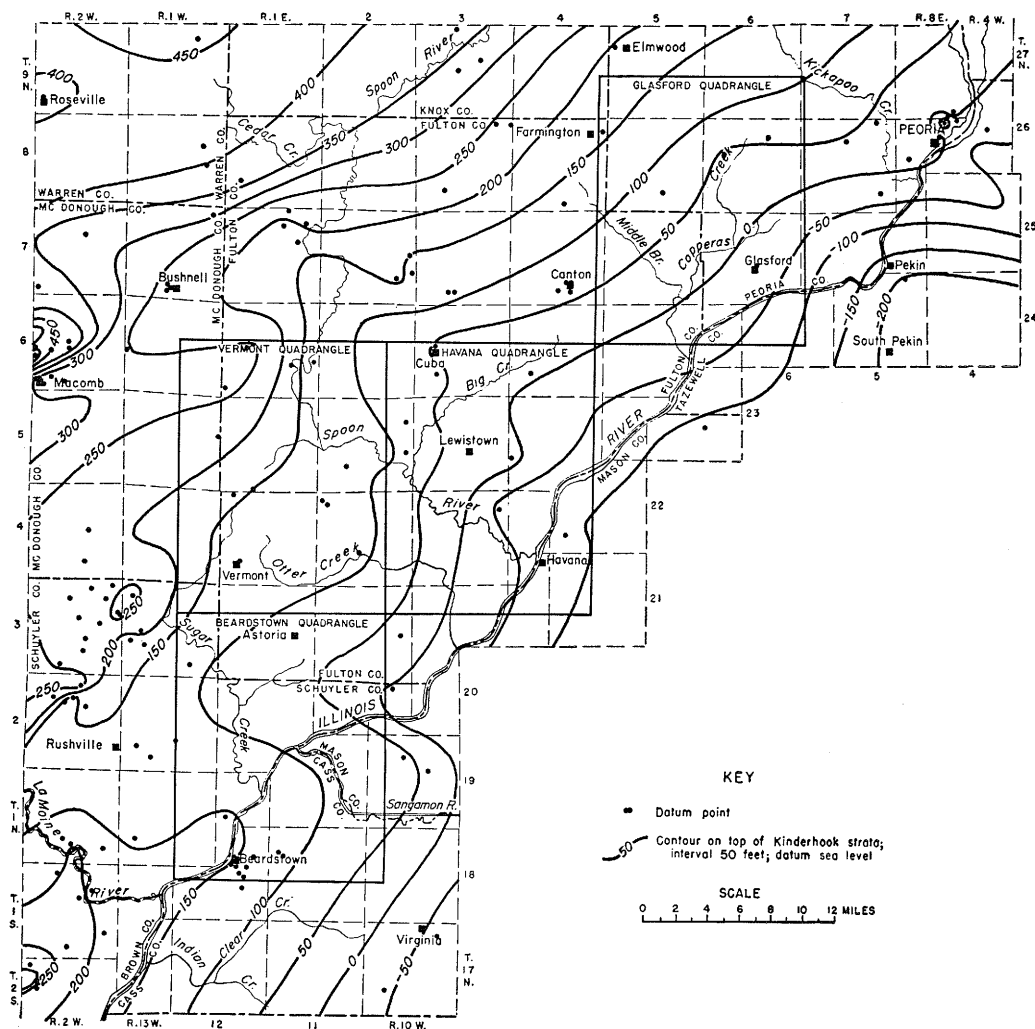 R.2 W. R.1 W. R.1 E. 2 3 4 5 6 7 R.8 E. R.4 W.
T. 9 N.
T. 27 N.
450
400
Roseville
Spoon River
Elmwood
GLASFORD QUADRANGLE
Kickapoo Cr.
400
KNOX CO.
FULTON CO.
Farmington
PEORIA
26
8
Cedar Cr.
350
300
250
200
150
100
WARREN CO.
FULTON CO.
WARREN CO.
MC DONOUGH CO.
Creek
Middle Br.
Copperas
50
0
-50
-100
25
7
Bushnell
MC DONOUGH CO.
FULTON CO.
Canton
Glasford
PEORIA CO.
Pekin
-150
-200
24
6
450
300
VERMONT QUADRANGLE
HAVANA QUADRANGLE
Cuba
Big Cr.
South Pekin
Macomb
FULTON CO.
TAZEWELL CO.
6 5 4
23
5
300
250
Spoon
Lewistown
RIVER
MASON CO.
River
22
4
MC DONOUGH CO.
Otter Creek
Vermont
Havana
21
SCHUYLER CO.
3
250
200
150
Sugar
BEARDSTOWN QUADRANGLE
Astoria
FULTON CO.
SCHUYLER CO.
20
250
2
Creek
ILLINOIS
Rushville
MASON
CASS
CO.
CO.
19
Sangamon R.
T. 1 N.
La Moine
Beardstown
18
River
150
100
T. 1 S.
Cr.
Clear
50
Virginia
T. 17 N.
0
-50
BROWN CO.
CASS CO.
Indian
Cr.
T. 2 S.
250
200
R.2 W. R.13W. 12 11 R.10 W.
KEY
Datum point
50
Contour on top of Kinderhook strata;
interval 50 feet; datum sea level
SCALE
0 2 4 6 8 10 12 MILES